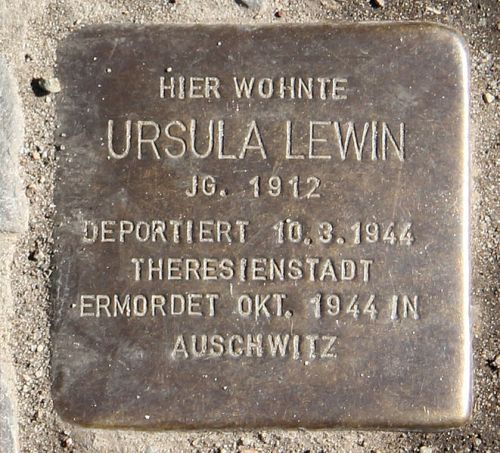 HIER WOHNTE
URSULA LEWIN
JG. 1912
DEPORTIERT 10.3.1944
THERESIENSTADT
ERMORDET OKT. 1944 IN
AUSCHWITZ